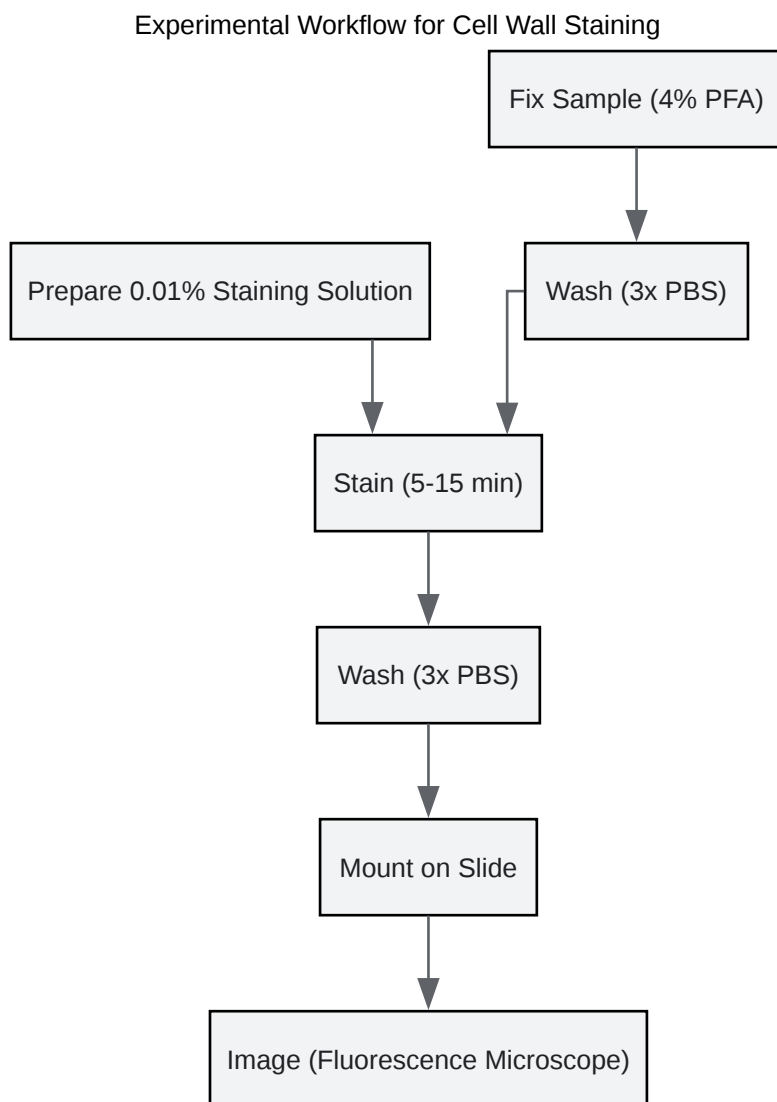 Experimental Workflow for Cell Wall Staining
Fix Sample (4% PFA)
Prepare 0.01% Staining Solution
Wash (3x PBS)
Stain (5-15 min)
Wash (3x PBS)
Mount on Slide
Image (Fluorescence Microscope)